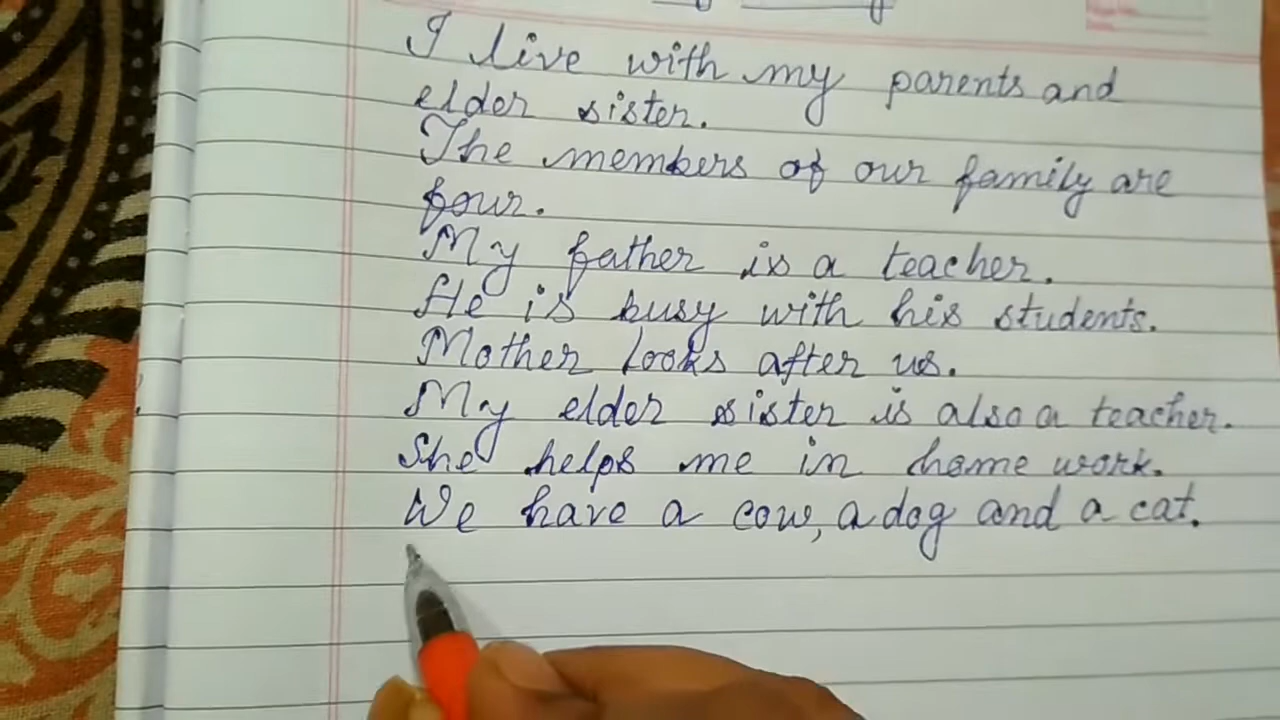 I live with my parents and
elder sister.
The members of our family are
four.
My father is a teacher.
He is busy with his students.
Mother looks after us.
My elder sister is also a teacher.
She helps me in home work.
We have a cow, a dog and a cat.